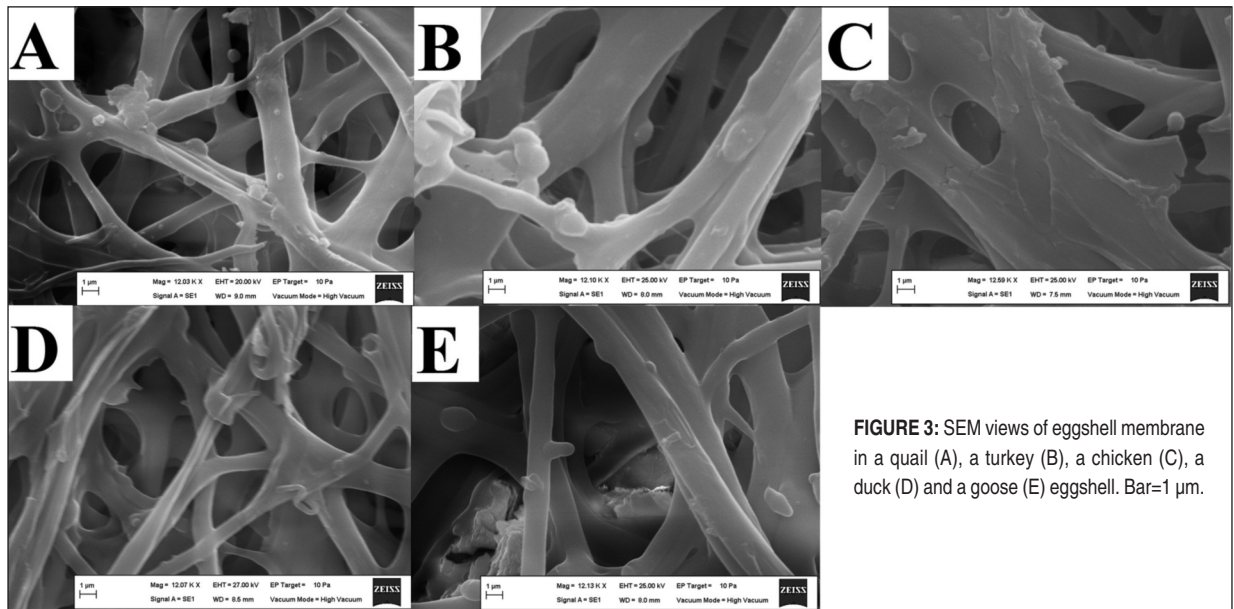 A
1 µm
Mag = 12.03 K X EHT = 20.00 kV EP Target = 10 Pa
Signal A = SE1 WD = 9.0 mm Vacuum Mode = High Vacuum
ZEISS
B
1 µm
Mag = 12.10 K X EHT = 25.00 kV EP Target = 10 Pa
Signal A = SE1 WD = 8.0 mm Vacuum Mode = High Vacuum
ZEISS
C
1 µm
Mag = 12.59 K X EHT = 25.00 kV EP Target = 10 Pa
Signal A = SE1 WD = 7.5 mm Vacuum Mode = High Vacuum
ZEISS
D
1 µm
Mag = 12.07 K X EHT = 27.00 kV EP Target = 10 Pa
Signal A = SE1 WD = 8.5 mm Vacuum Mode = High Vacuum
ZEISS
E
1 µm
Mag = 12.13 K X EHT = 25.00 kV EP Target = 10 Pa
Signal A = SE1 WD = 8.0 mm Vacuum Mode = High Vacuum
ZEISS
FIGURE 3: SEM views of eggshell membrane
in a quail (A), a turkey (B), a chicken (C), a
duck (D) and a goose (E) eggshell. Bar=1 µm.